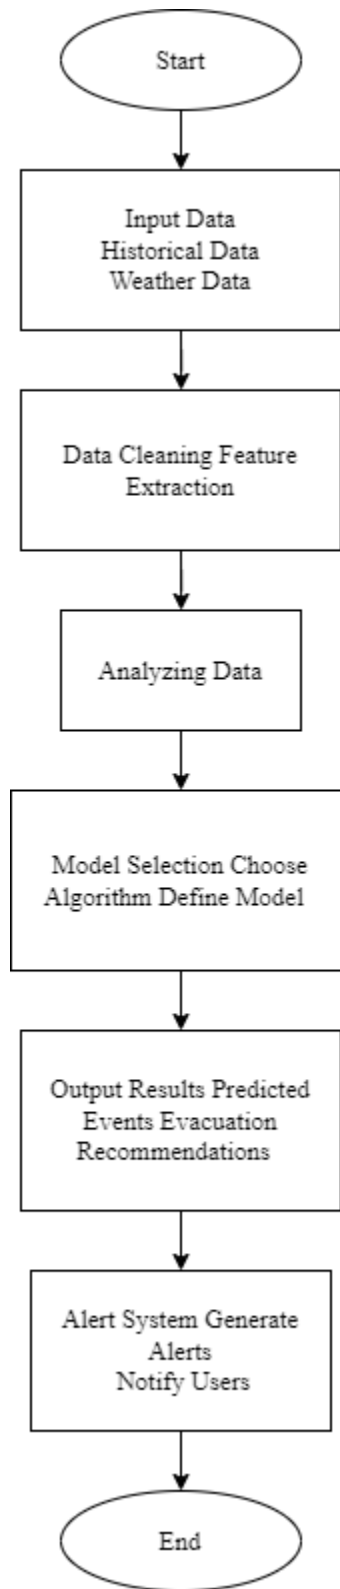 Start
Input Data
Historical Data
Weather Data
Data Cleaning Feature
Extraction
Analyzing Data
Model Selection Choose
Algorithm Define Model
Output Results Predicted
Events Evacuation
Recommendations
Alert System Generate
Alerts
Notify Users
End